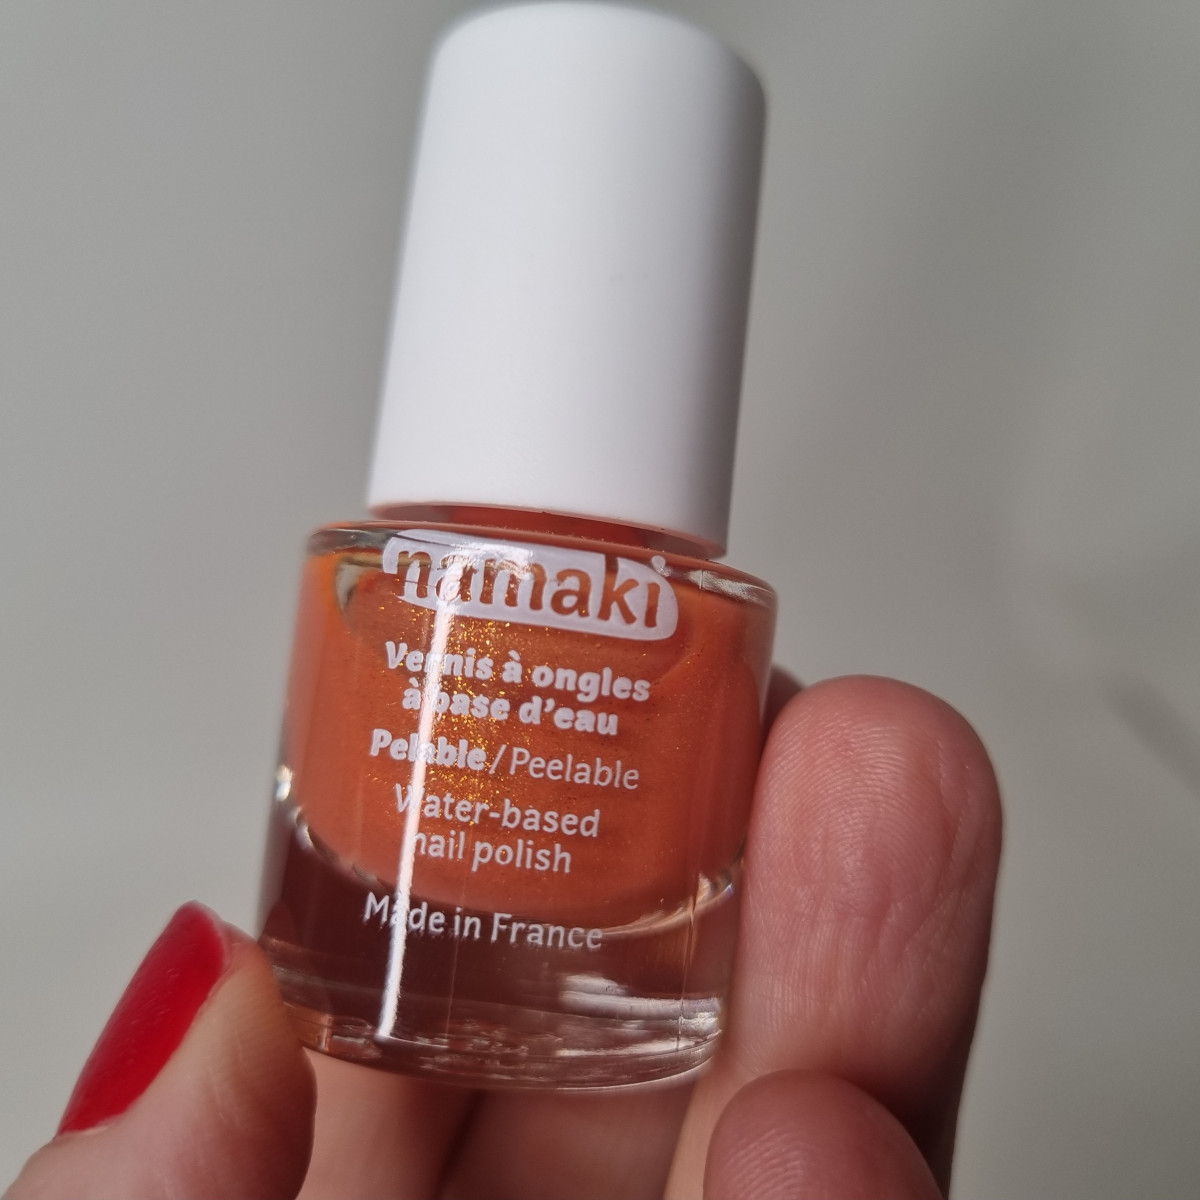 namaki
Vernis à ongles
à base d'eau
Pelable / Peelable
Water-based
nail polish
Made in France